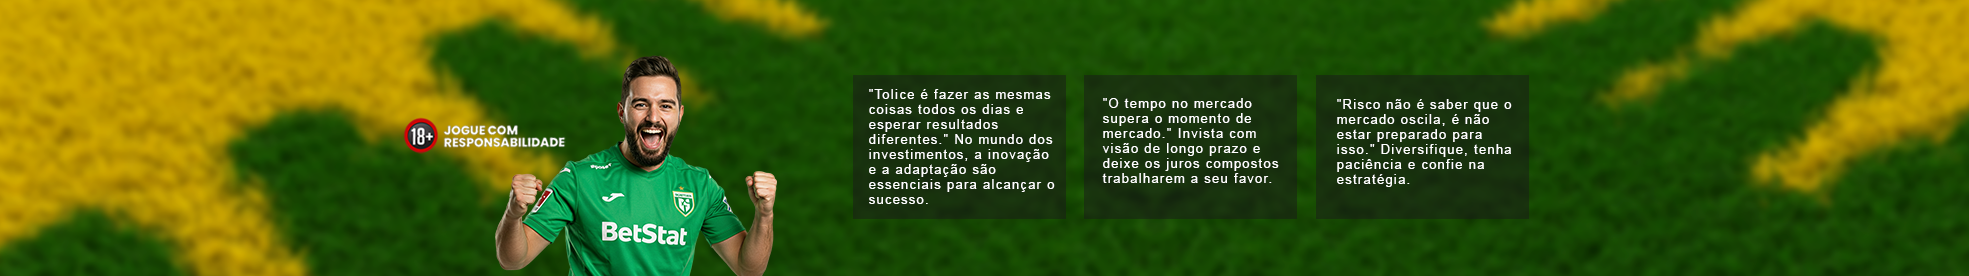 18+
JOGUE COM
RESPONSABILIDADE
BetStat
"Tolice é fazer as mesmas
coisas todos os dias e
esperar resultados
diferentes." No mundo dos
investimentos, a inovação
e a adaptação são
essenciais para alcançar o
sucesso.
"O tempo no mercado
supera o momento de
mercado." Invista com
visão de longo prazo e
deixe os juros compostos
trabalharem a seu favor.
"Risco não é saber que o
mercado oscila, é não
estar preparado para
isso." Diversifique, tenha
paciência e confie na
estratégia.